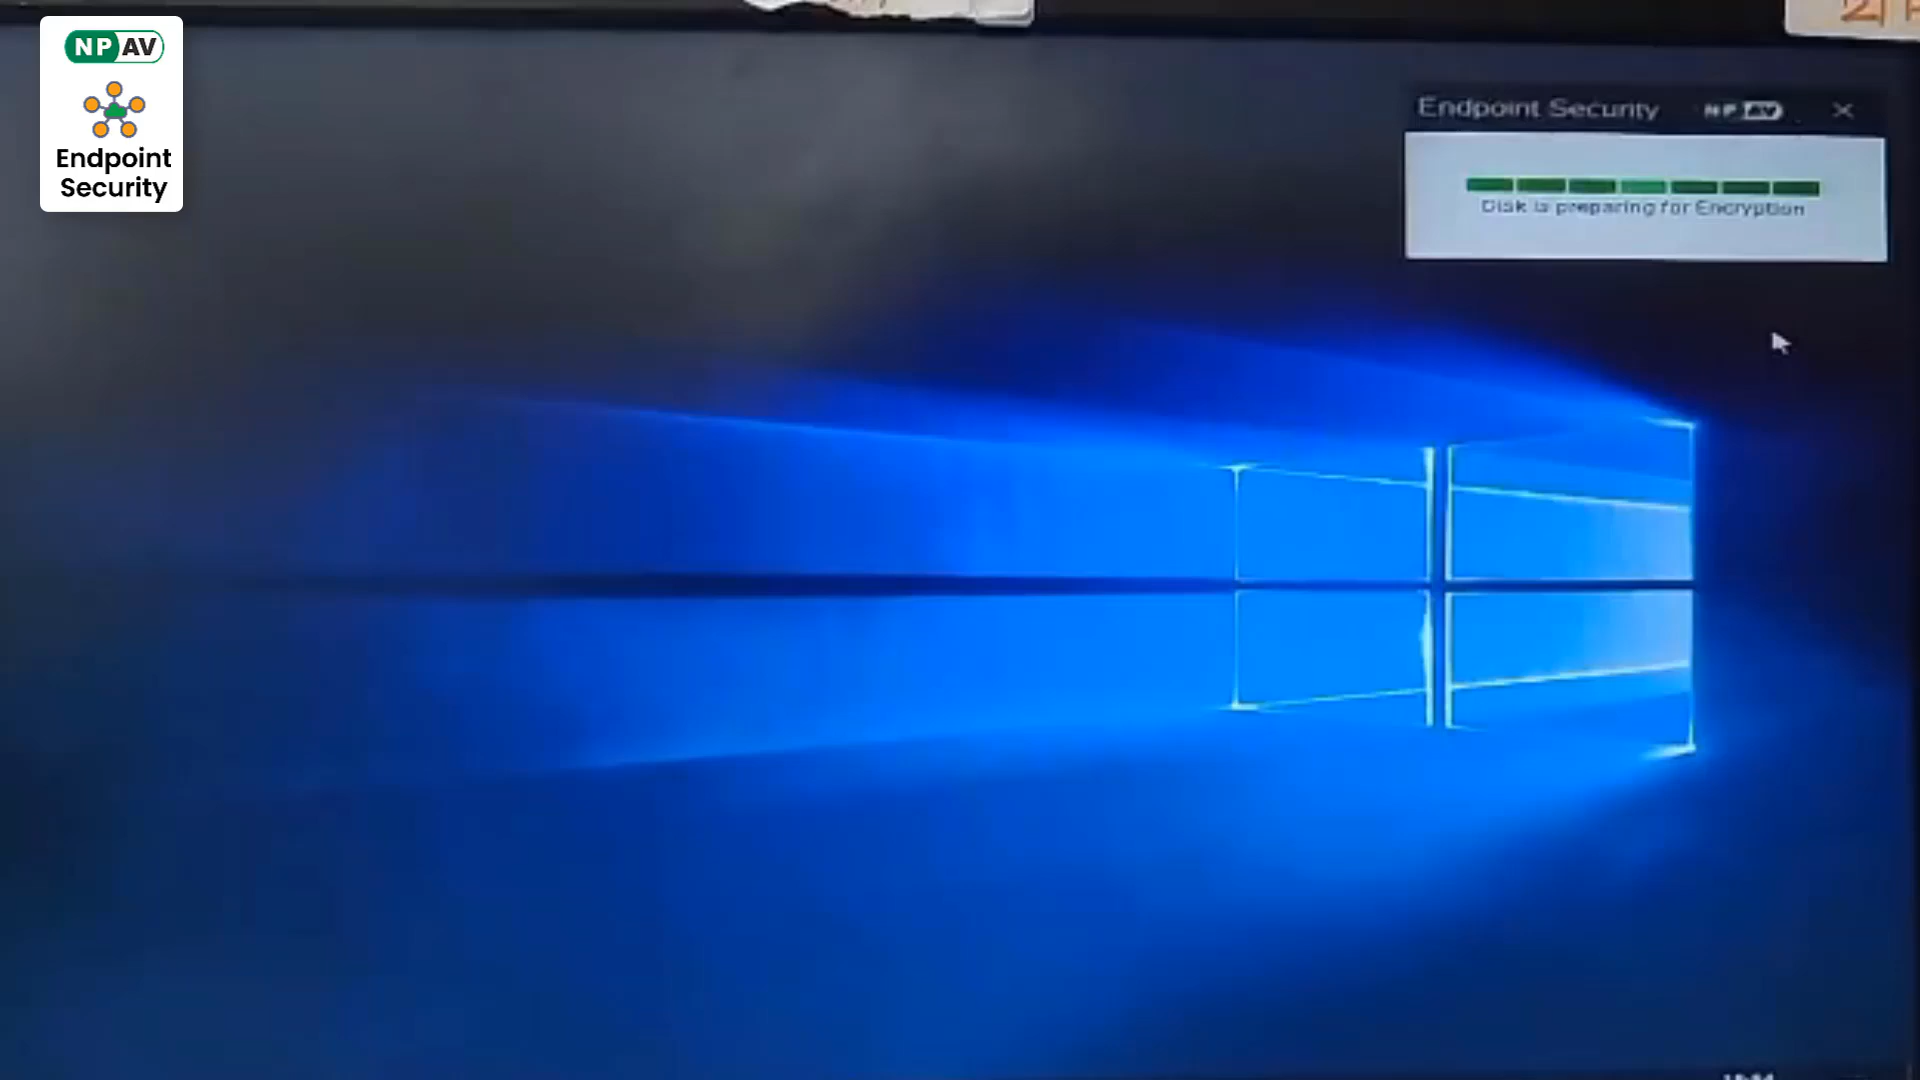 NP AV
Endpoint
Security
Endpoint Security NP AV
Disk is preparing for Encryption